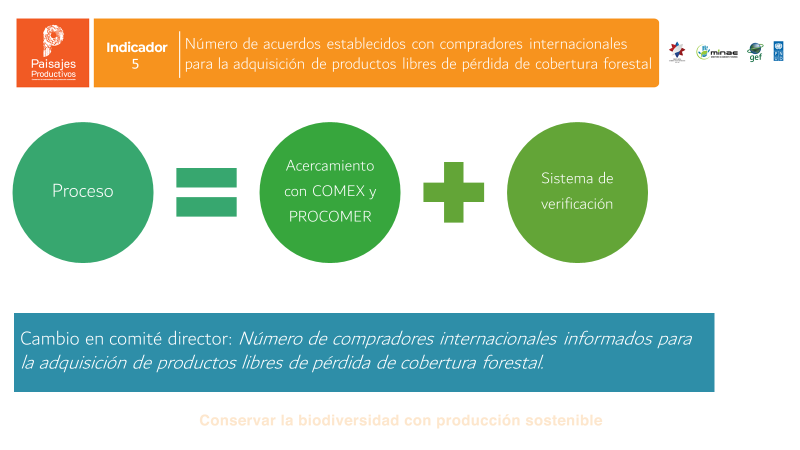 Paisajes
Productivos
Indicador
5
Número de acuerdos establecidos con compradores internacionales
para la adquisición de productos libres de pérdida de cobertura forestal
minae
gef
Proceso
Acercamiento
con COMEX y
PROCOMER
Sistema de
verificación
Cambio en comité director: Número de compradores internacionales informados para
la adquisición de productos libres de pérdida de cobertura forestal.
Conservar la biodiversidad con producción sostenible